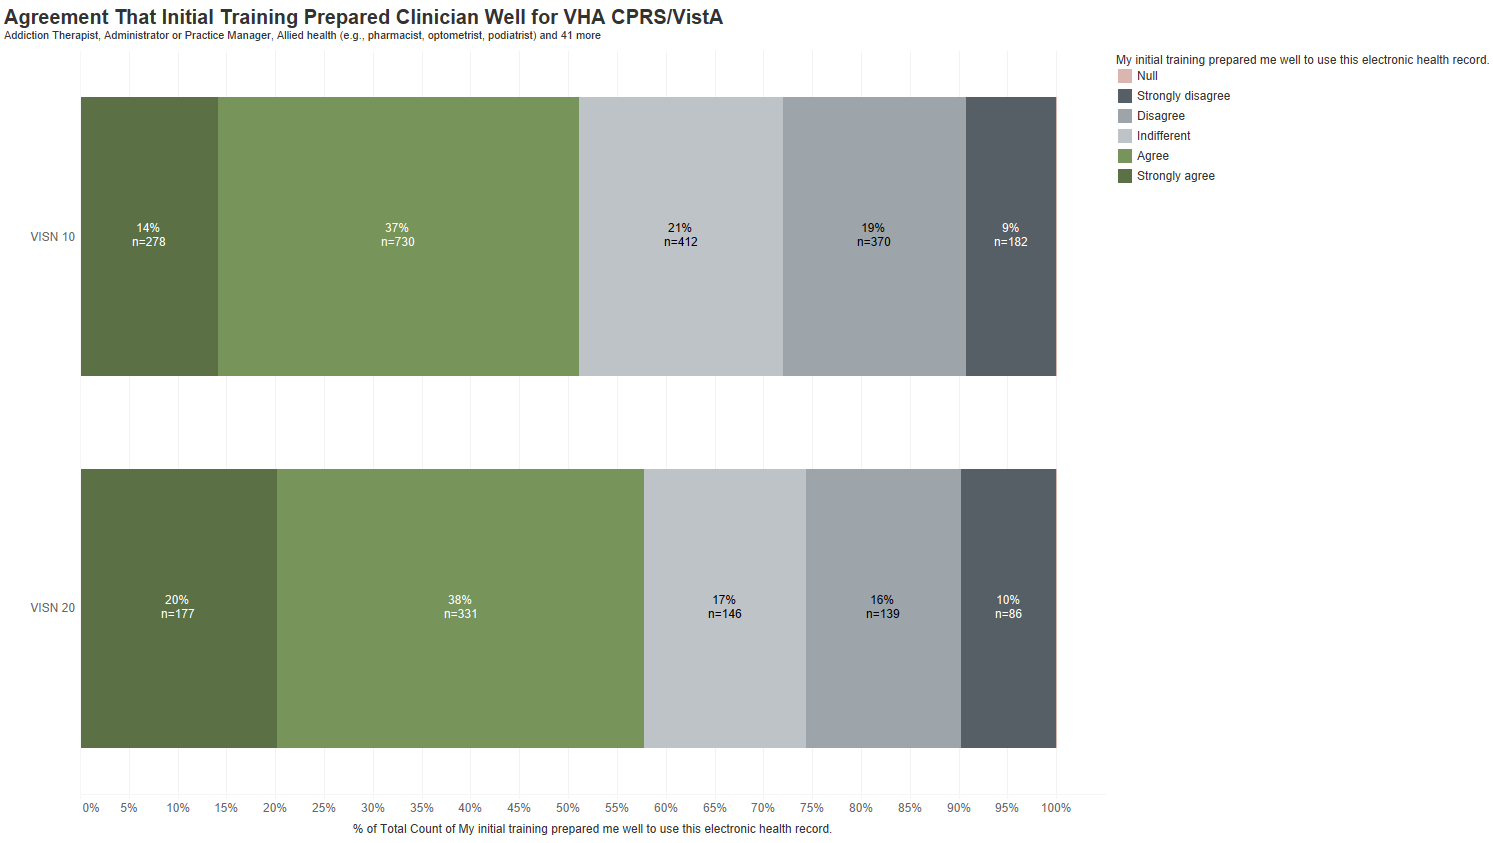 Agreement That Initial Training Prepared Clinician Well for VHA CPRS/VistA
Addiction Therapist, Administrator or Practice Manager, Allied health (e.g., pharmacist, optometrist, podiatrist) and 41 more
My initial training prepared me well to use this electronic health record.
Null
Strongly disagree
Disagree
Indifferent
Agree
Strongly agree
VISN 10
14%
n=278
37%
n=730
21%
n=412
19%
n=370
9%
n=182
VISN 20
20%
n=177
38%
n=331
17%
n=146
16%
n=139
10%
n=86
0% 5% 10% 15% 20% 25% 30% 35% 40% 45% 50% 55% 60% 65% 70% 75% 80% 85% 90% 95% 100%
% of Total Count of My initial training prepared me well to use this electronic health record.